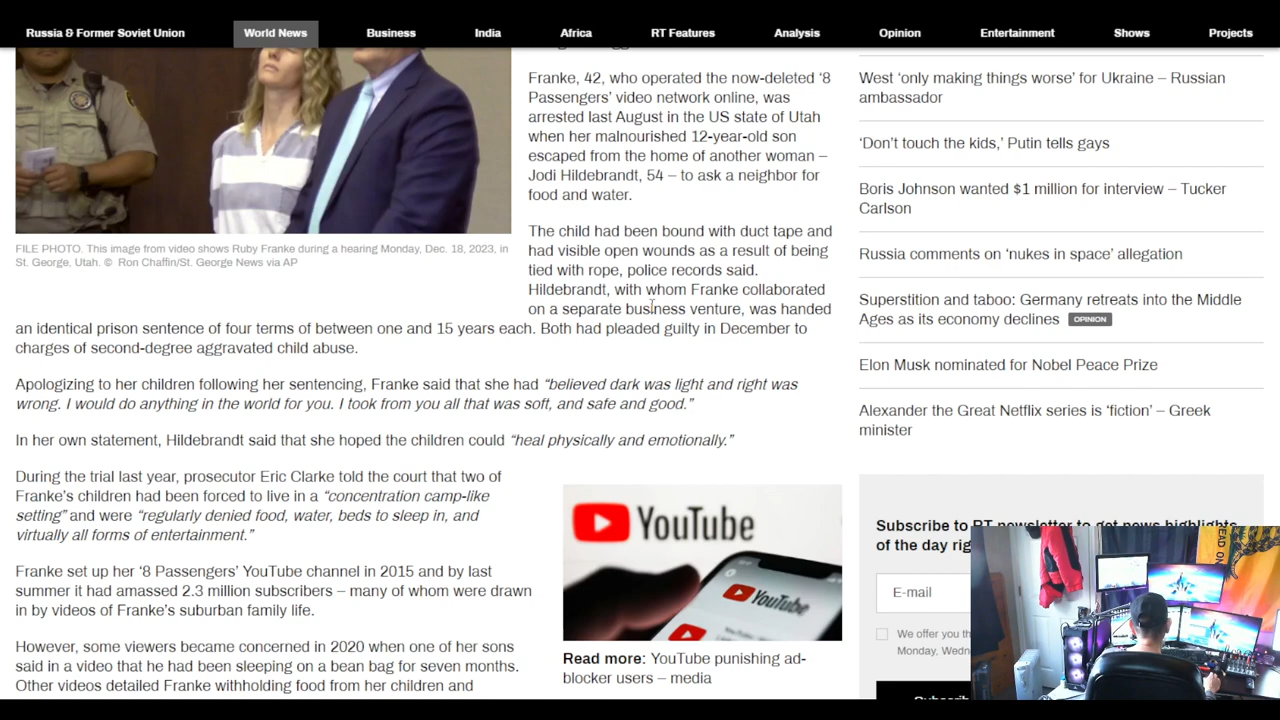 Russia & Former Soviet Union
World News
Business
India
Africa
RT Features
Analysis
Opinion
Entertainment
Shows
Projects
FILE PHOTO. This image from video shows Ruby Franke during a hearing Monday, Dec. 18, 2023, in
St. George, Utah. © Ron Chaffin/St. George News via AP
Franke, 42, who operated the now-deleted ‘8
Passengers’ video network online, was
arrested last August in the US state of Utah
when her malnourished 12-year-old son
escaped from the home of another woman –
Jodi Hildebrandt, 54 – to ask a neighbor for
food and water.
The child had been bound with duct tape and
had visible open wounds as a result of being
tied with rope, police records said.
Hildebrandt, with whom Franke collaborated
on a separate business venture, was handed
an identical prison sentence of four terms of between one and 15 years each. Both had pleaded guilty in December to
charges of second-degree aggravated child abuse.
Apologizing to her children following her sentencing, Franke said that she had “believed dark was light and right was
wrong. I would do anything in the world for you. I took from you all that was soft, and safe and good.”
In her own statement, Hildebrandt said that she hoped the children could “heal physically and emotionally.”
During the trial last year, prosecutor Eric Clarke told the court that two of
Franke’s children had been forced to live in a “concentration camp-like
setting” and were “regularly denied food, water, beds to sleep in, and
virtually all forms of entertainment.”
Franke set up her ‘8 Passengers’ YouTube channel in 2015 and by last
summer it had amassed 2.3 million subscribers – many of whom were drawn
in by videos of Franke’s suburban family life.
However, some viewers became concerned in 2020 when one of her sons
said in a video that he had been sleeping on a bean bag for seven months.
Other videos detailed Franke withholding food from her children and
YouTube
YouTube
Read more: YouTube punishing ad-
blocker users – media
West ‘only making things worse’ for Ukraine – Russian
ambassador
‘Don’t touch the kids,’ Putin tells gays
Boris Johnson wanted $1 million for interview – Tucker
Carlson
Russia comments on ‘nukes in space’ allegation
Superstition and taboo: Germany retreats into the Middle
Ages as its economy declines OPINION
Elon Musk nominated for Nobel Peace Prize
Alexander the Great Netflix series is ‘fiction’ – Greek
minister
Subscribe to RT newsletter to get news highlights
of the day
E-mail
We offer you
Monday,